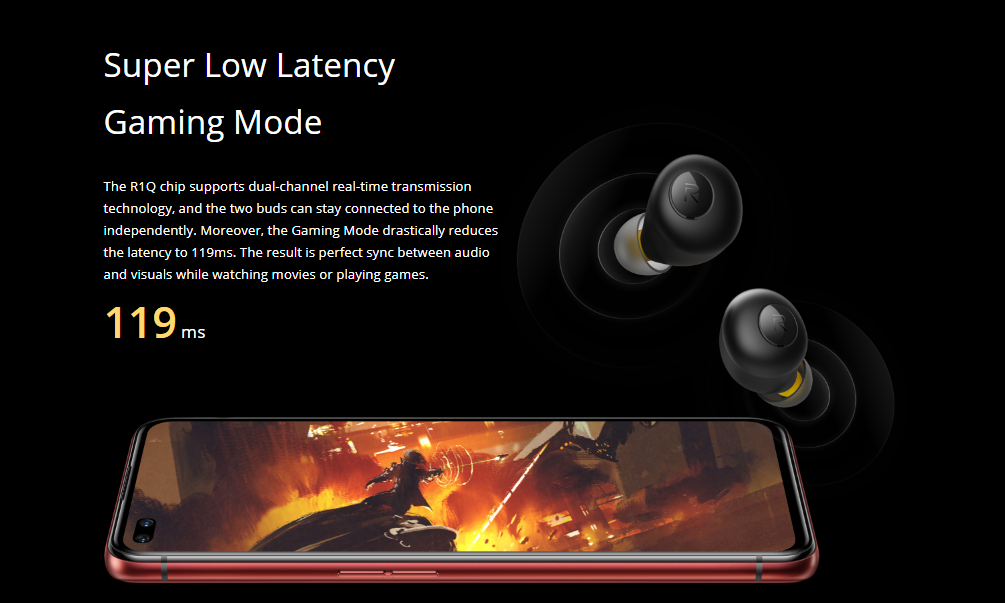 Super Low Latency
Gaming Mode
The R1Q chip supports dual-channel real-time transmission
technology, and the two buds can stay connected to the phone
independently. Moreover, the Gaming Mode drastically reduces
the latency to 119ms. The result is perfect sync between audio
and visuals while watching movies or playing games.
119 ms
R
R